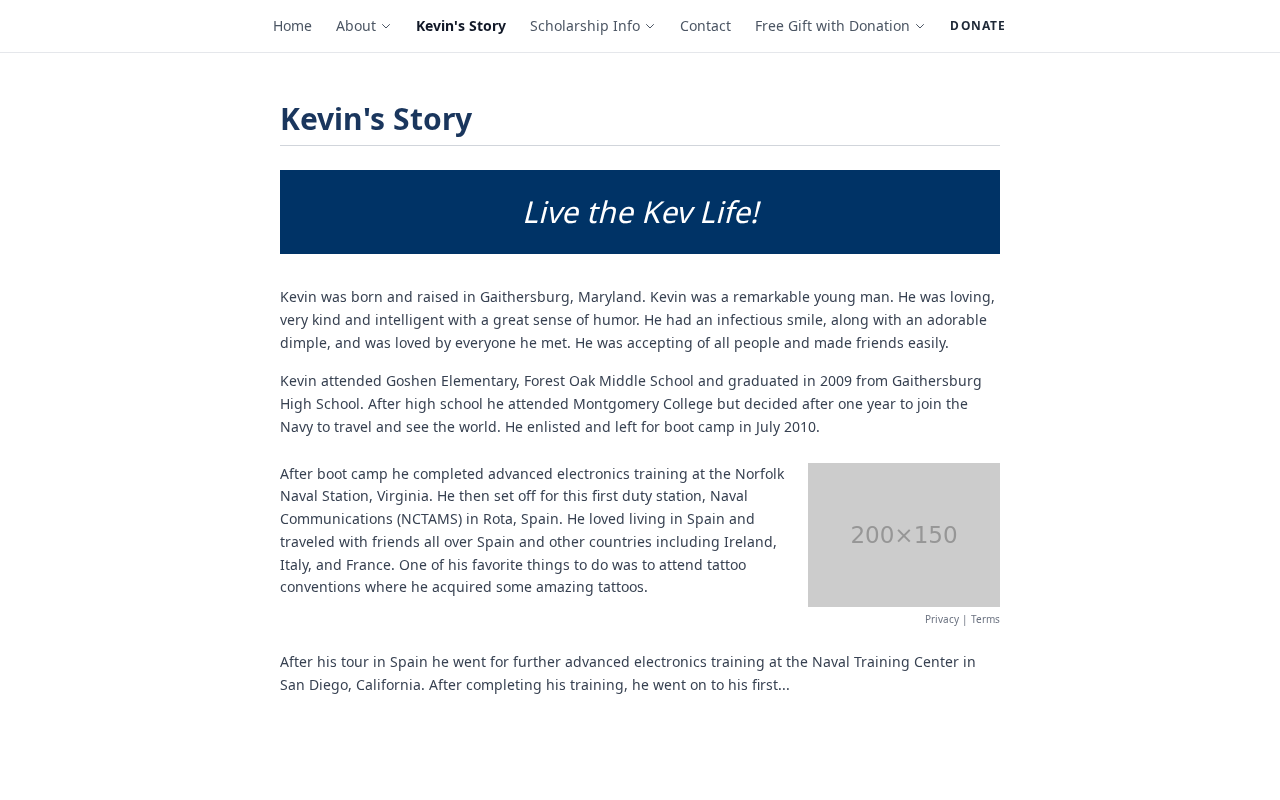 Home About Kevin's Story Scholarship Info Contact Free Gift with Donation DONATE
Kevin's Story
Live the Kev Life!
Kevin was born and raised in Gaithersburg, Maryland. Kevin was a remarkable young man. He was loving,
very kind and intelligent with a great sense of humor. He had an infectious smile, along with an adorable
dimple, and was loved by everyone he met. He was accepting of all people and made friends easily.
Kevin attended Goshen Elementary, Forest Oak Middle School and graduated in 2009 from Gaithersburg
High School. After high school he attended Montgomery College but decided after one year to join the
Navy to travel and see the world. He enlisted and left for boot camp in July 2010.
After boot camp he completed advanced electronics training at the Norfolk
Naval Station, Virginia. He then set off for this first duty station, Naval
Communications (NCTAMS) in Rota, Spain. He loved living in Spain and
traveled with friends all over Spain and other countries including Ireland,
Italy, and France. One of his favorite things to do was to attend tattoo
conventions where he acquired some amazing tattoos.
200×150
Privacy | Terms
After his tour in Spain he went for further advanced electronics training at the Naval Training Center in
San Diego, California. After completing his training, he went on to his first...